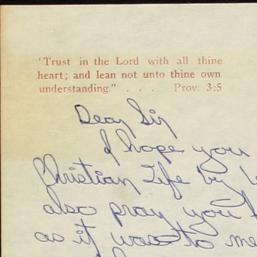 "Trust in the Lord with all thine
heart; and lean not unto thine own
understanding." . . . Prov. 3:5
Dear Sir
I hope you
Christian Life by
also pray you
as it was to me